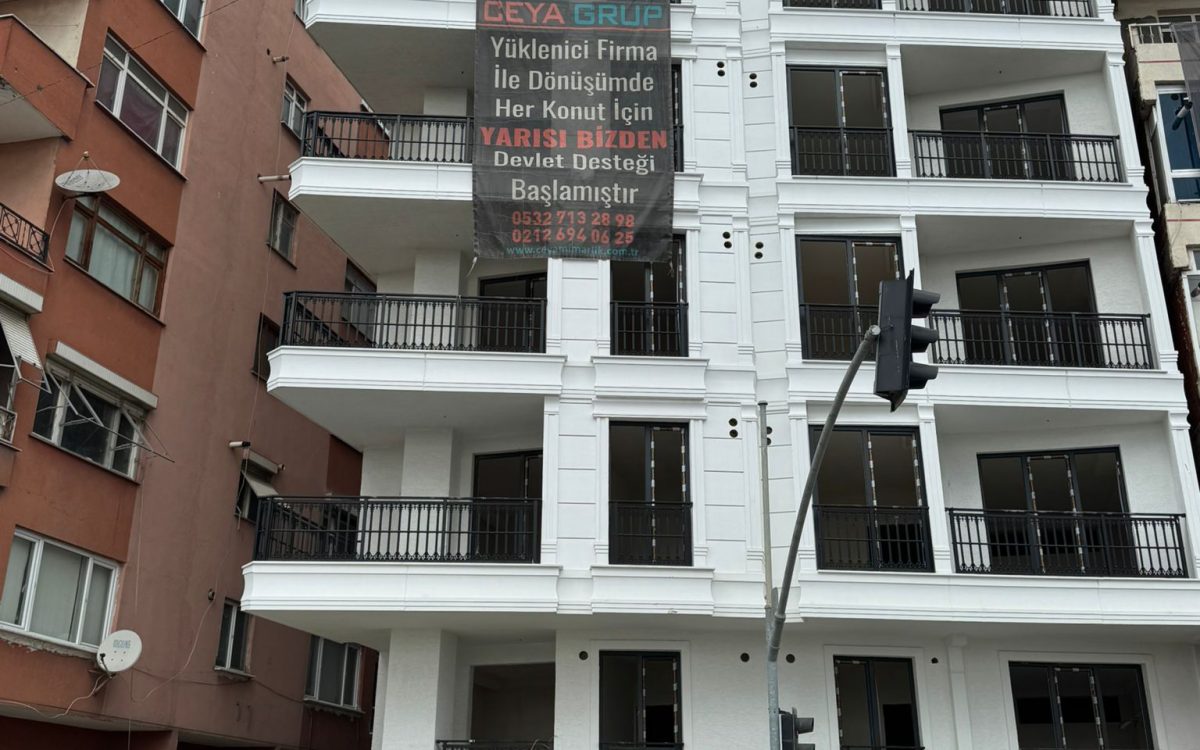 CEYA GRUP
Yüklenici Firma
İle Dönüşümde
Her Konut İçin
YARISI BİZDEN
Devlet Desteği
Başlamıştır
0532 713 28 98
0212 694 06 25
www.ceyamimarlik.com.tr